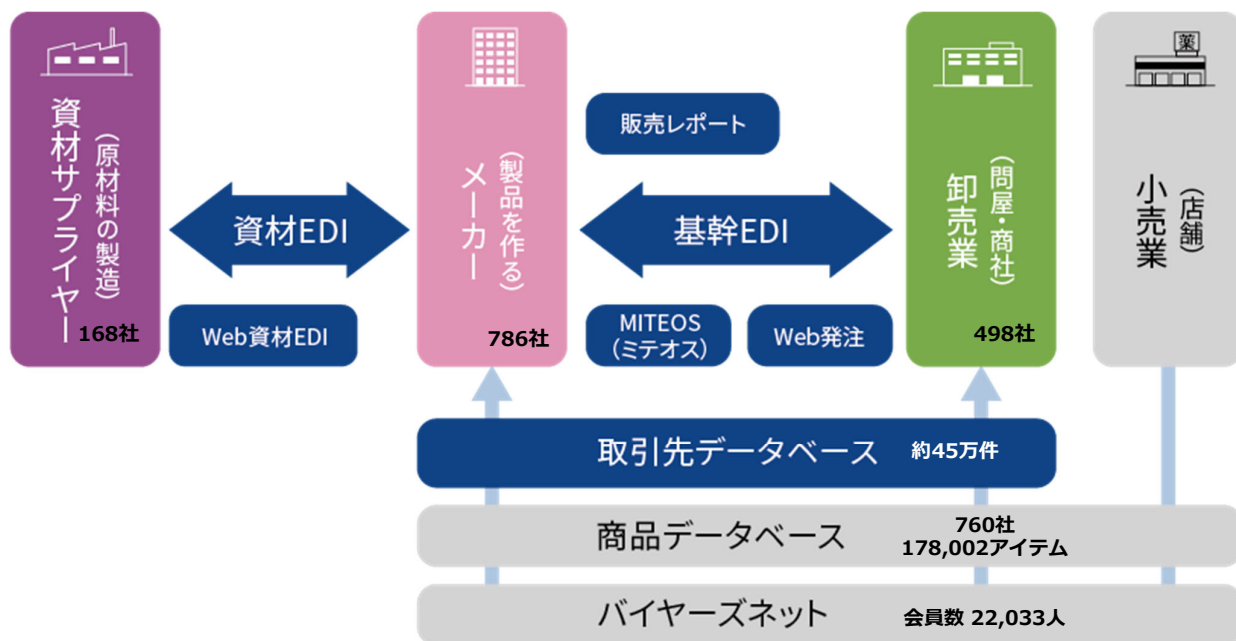 資材サプライヤー
（原材料の製造）
168社
資材EDI
Web資材EDI
メーカー
（製品を作る）
786社
販売レポート
基幹EDI
MITEOS
（ミテオス）
Web発注
卸売業
（問屋・商社）
498社
薬
小売業
（店舗）
取引先データベース 約45万件
商品データベース
760社
178,002アイテム
バイヤーズネット 会員数 22,033人